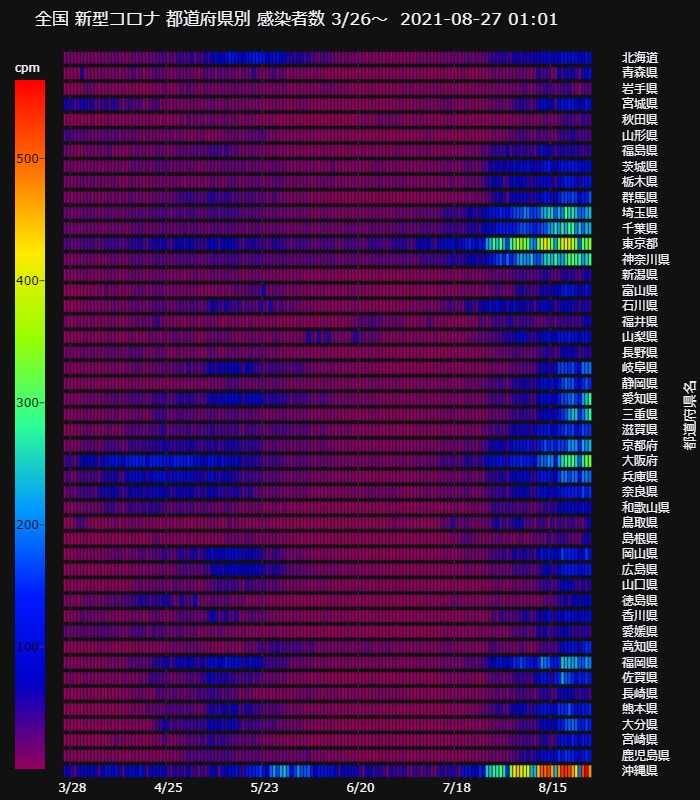 全国 新型コロナ 都道府県別 感染者数 3/26～ 2021-08-27 01:01
cpm
500
400
300
200
100
北海道
青森県
岩手県
宮城県
秋田県
山形県
福島県
茨城県
栃木県
群馬県
埼玉県
千葉県
東京都
神奈川県
新潟県
富山県
石川県
福井県
山梨県
長野県
岐阜県
静岡県
愛知県
三重県
滋賀県
京都府
大阪府
兵庫県
奈良県
和歌山県
鳥取県
島根県
岡山県
広島県
山口県
徳島県
香川県
愛媛県
高知県
福岡県
佐賀県
長崎県
熊本県
大分県
宮崎県
鹿児島県
沖縄県
都道府県名
3/28 4/25 5/23 6/20 7/18 8/15